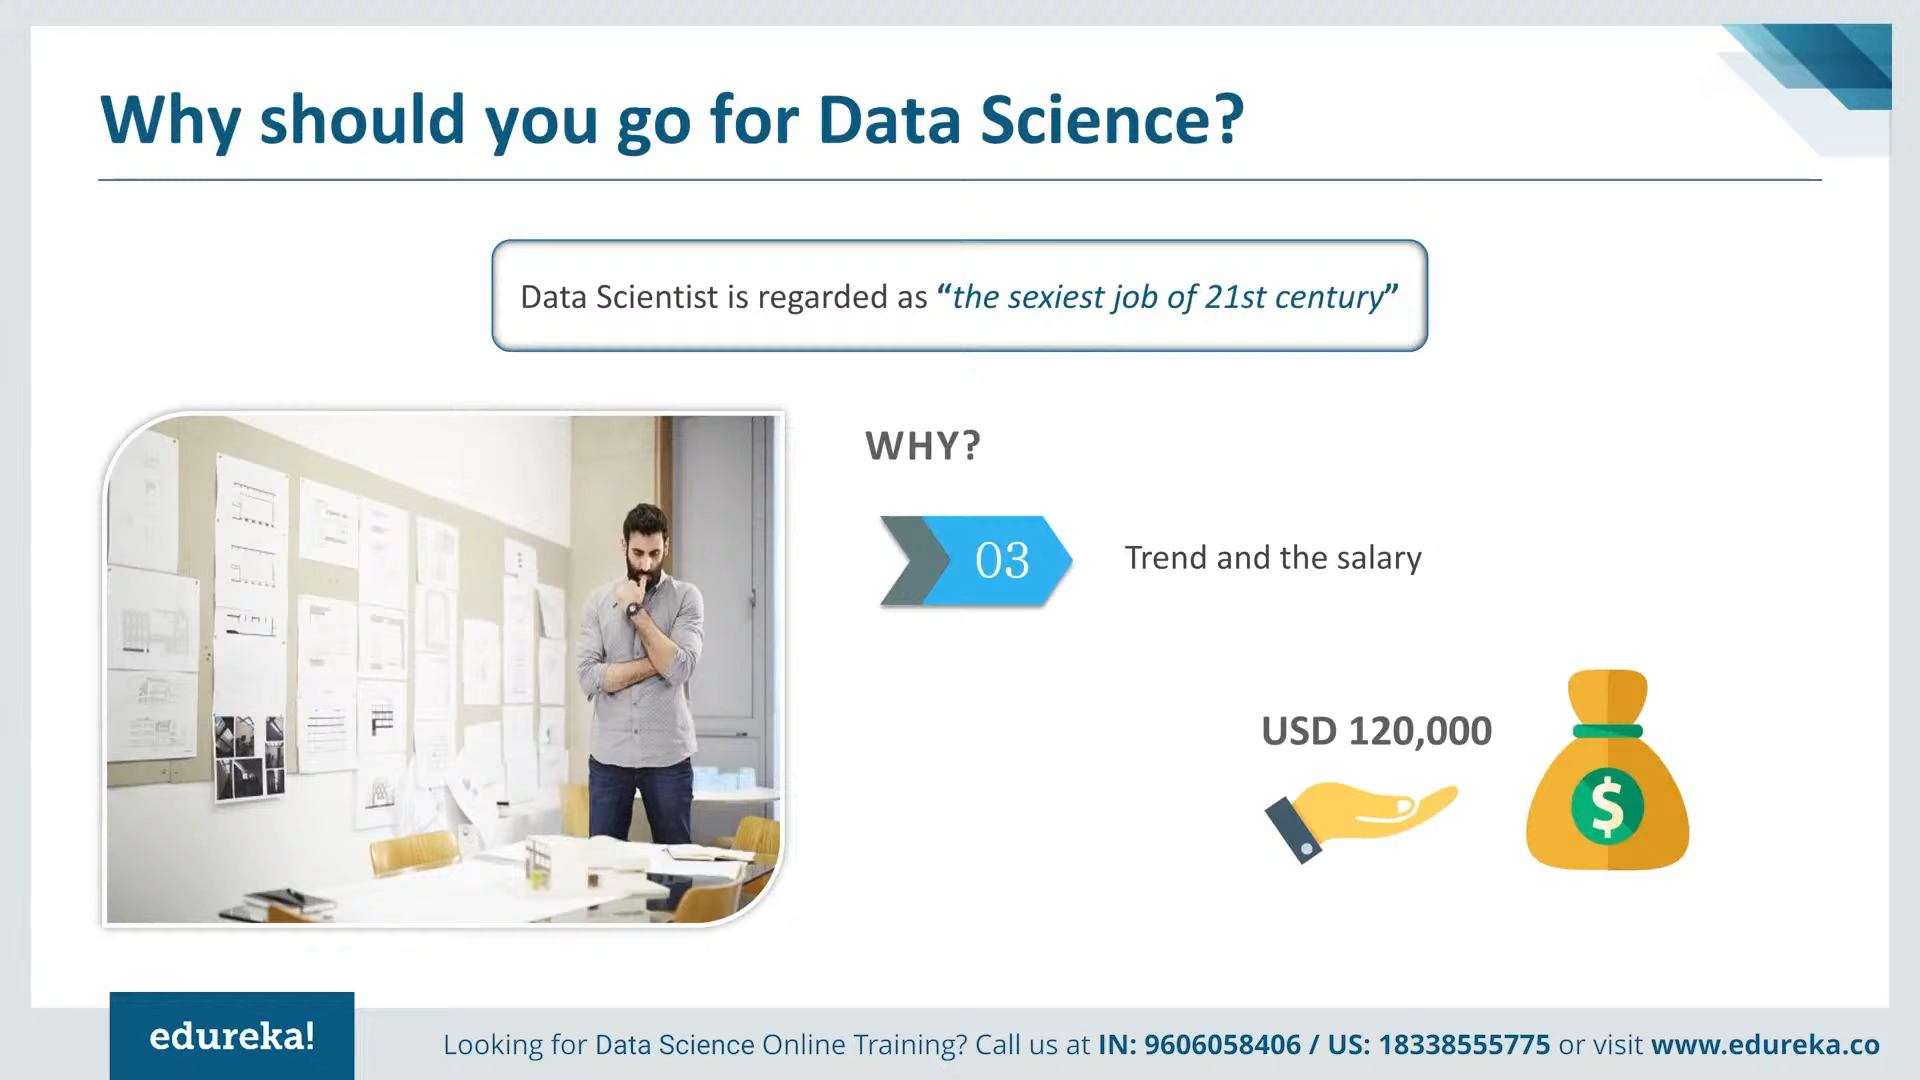 Why should you go for Data Science?
Data Scientist is regarded as “the sexiest job of 21st century”
WHY?
03
Trend and the salary
USD 120,000
$
edureka!
Looking for Data Science Online Training? Call us at IN: 9606058406 / US: 18338555775 or visit www.edureka.co